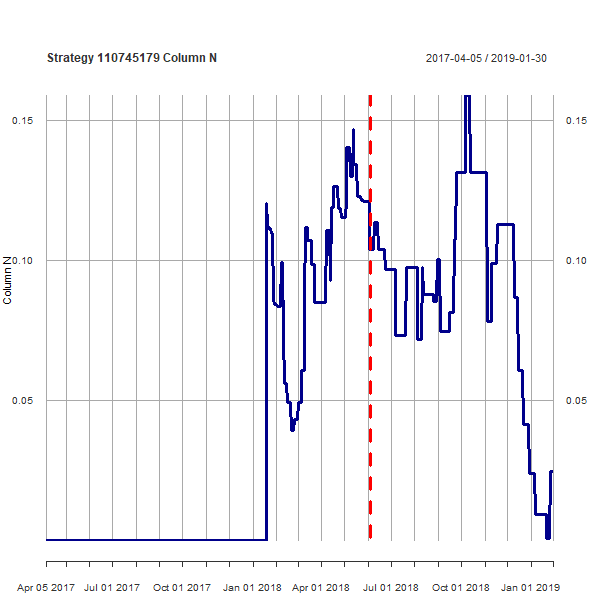 Strategy 110745179 Column N
2017-04-05 / 2019-01-30
0.15
0.15
0.10
0.10
Column N
0.05
0.05
Apr 05 2017
Jul 01 2017
Oct 01 2017
Jan 01 2018
Apr 01 2018
Jul 01 2018
Oct 01 2018
Jan 01 2019